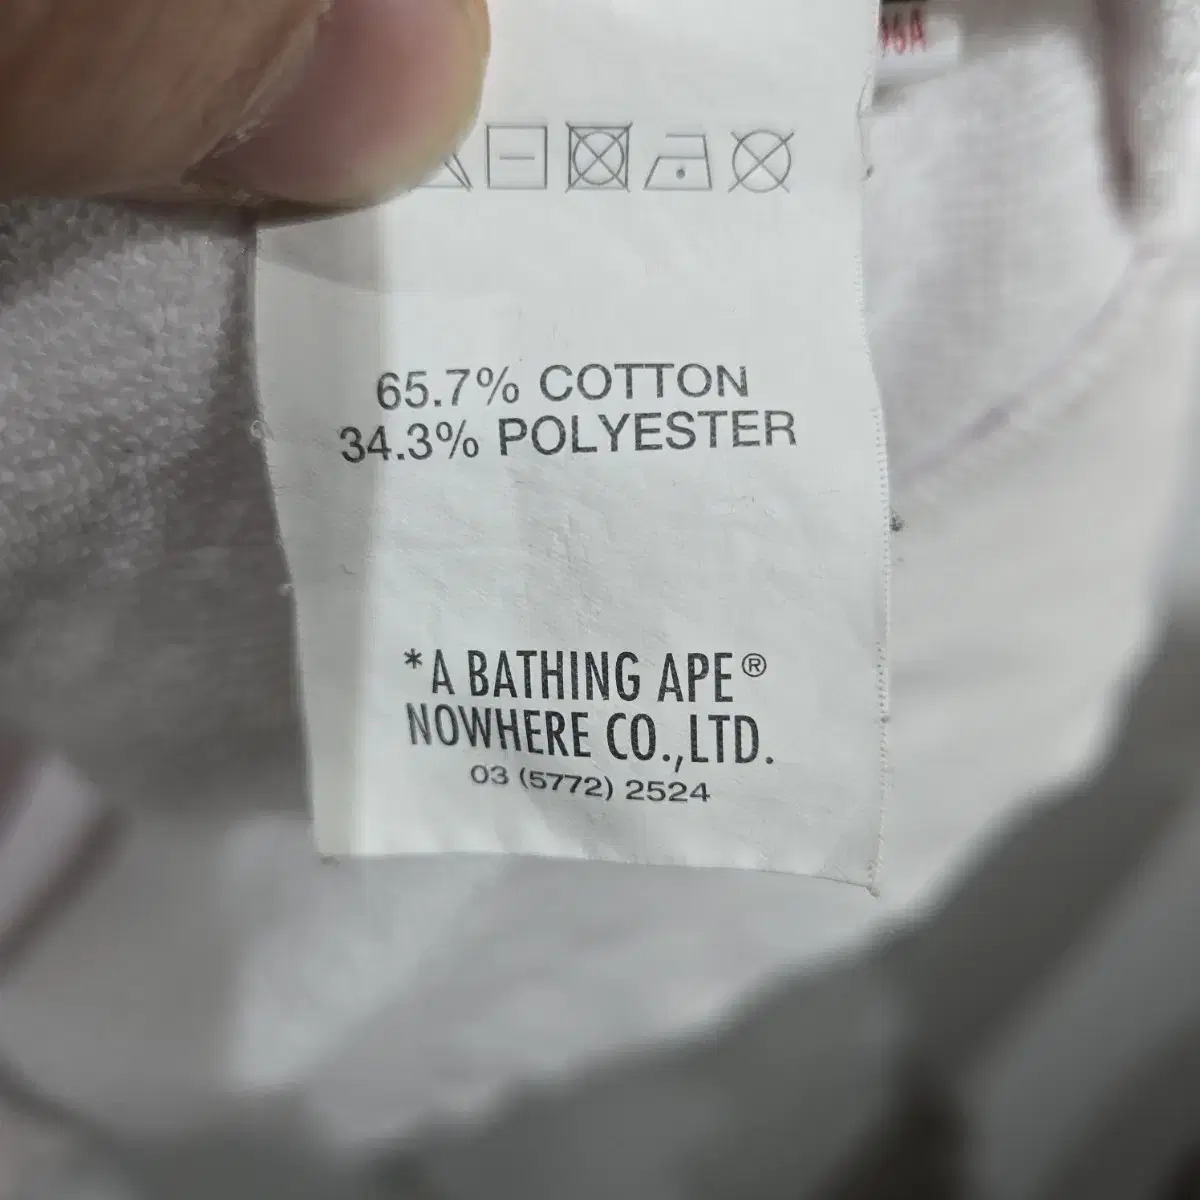 65.7% COTTON
34.3% POLYESTER
*A BATHING APE®
NOWHERE CO.,LTD.
03 (5772) 2524